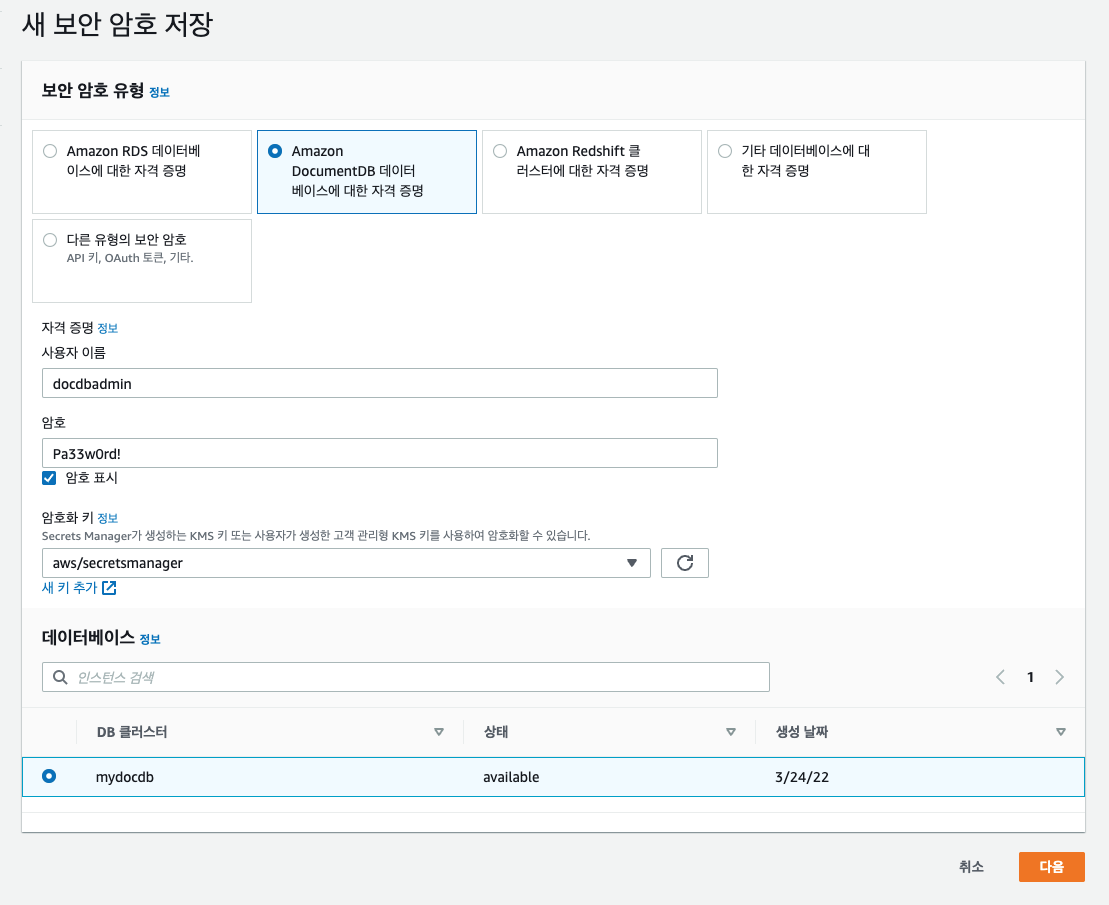 새 보안 암호 저장
보안 암호 유형 정보
Amazon RDS 데이터베
이스에 대한 자격 증명
Amazon
DocumentDB 데이터
베이스에 대한 자격 증명
Amazon Redshift 클
러스터에 대한 자격 증명
기타 데이터베이스에 대
한 자격 증명
다른 유형의 보안 암호
API 키, OAuth 토큰, 기타.
자격 증명 정보
사용자 이름
docdbadmin
암호
Pa33w0rd!
암호 표시
암호화 키 정보
Secrets Manager가 생성하는 KMS 키 또는 사용자가 생성한 고객 관리형 KMS 키를 사용하여 암호화할 수 있습니다.
aws/secretsmanager
새 키 추가
데이터베이스 정보
인스턴스 검색
1
DB 클러스터 상태 생성 날짜
mydocdb available 3/24/22
취소 다음